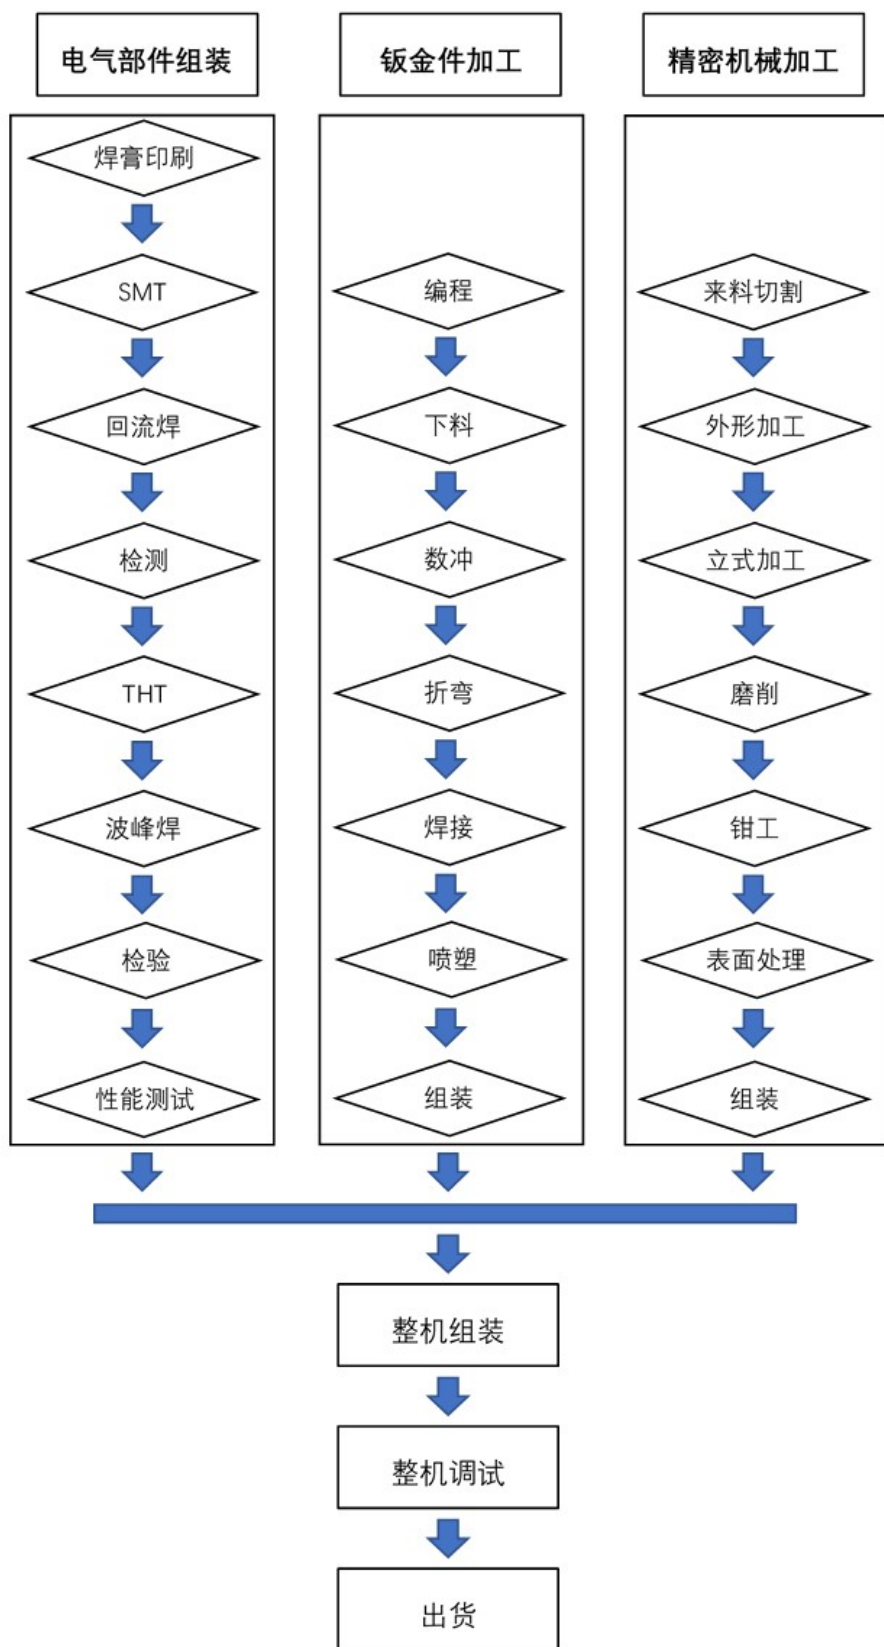 电气部件组装
钣金件加工
精密机械加工
焊膏印刷
SMT
回流焊
检测
THT
波峰焊
检验
性能测试
编程
下料
数冲
折弯
焊接
喷塑
组装
来料切割
外形加工
立式加工
磨削
钳工
表面处理
组装
整机组装
整机调试
出货